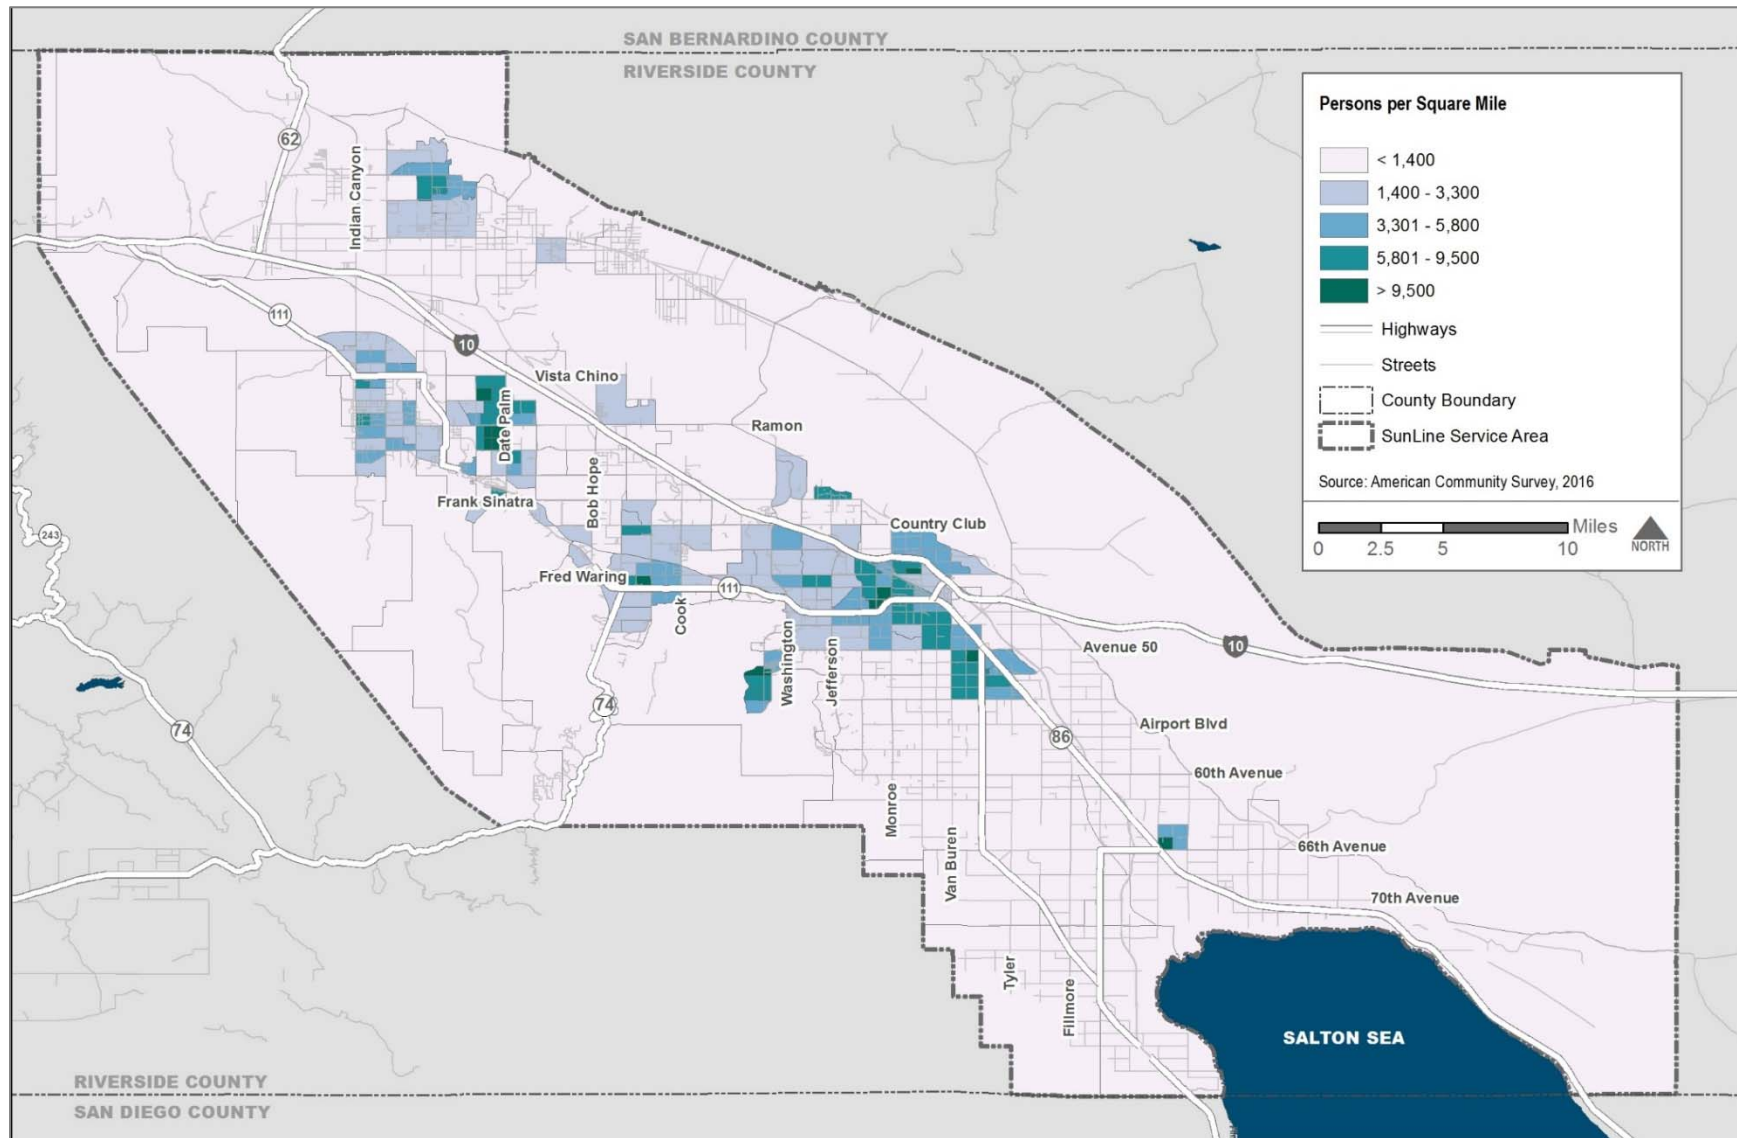 SAN BERNARDINO COUNTY
RIVERSIDE COUNTY
Persons per Square Mile
< 1,400
1,400 - 3,300
3,301 - 5,800
5,801 - 9,500
> 9,500
Highways
Streets
County Boundary
SunLine Service Area
Source: American Community Survey, 2016
Miles
0 2.5 5 10
NORTH
62
Indian Canyon
111
10
Vista Chino
Date Palm
Ramon
Bob Hope
Frank Sinatra
Country Club
243
Fred Waring
111
Cook
Washington
Jefferson
Avenue 50
10
74
74
86
Airport Blvd
60th Avenue
Monroe
Van Buren
66th Avenue
70th Avenue
Tyler
Fillmore
SALTON SEA
RIVERSIDE COUNTY
SAN DIEGO COUNTY